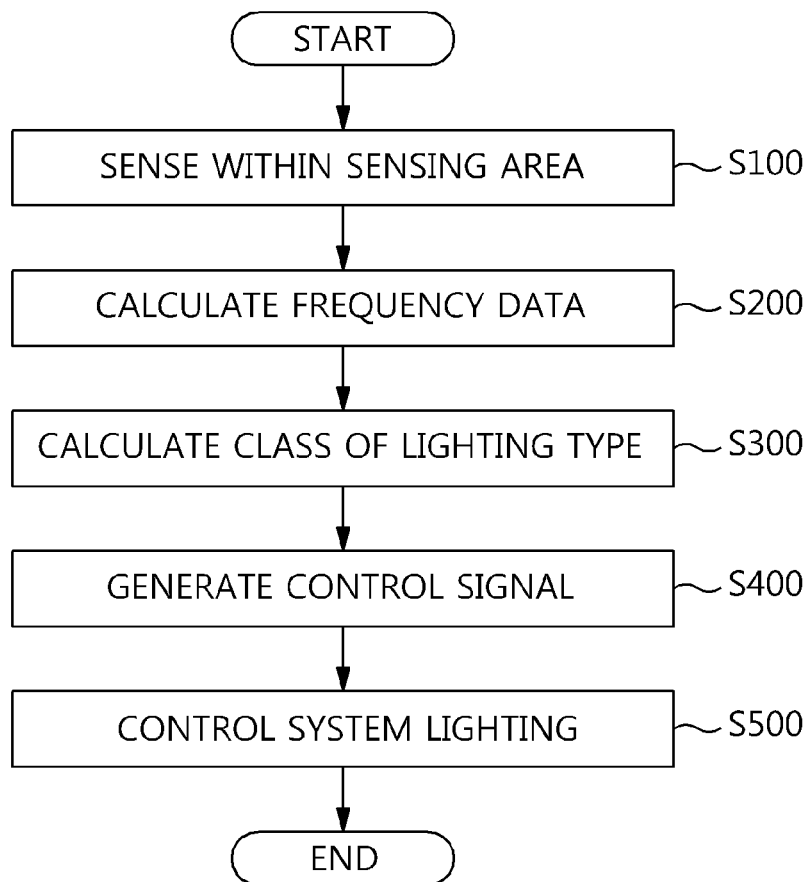 START
SENSE WITHIN SENSING AREA
S100
CALCULATE FREQUENCY DATA
S200
CALCULATE CLASS OF LIGHTING TYPE
S300
GENERATE CONTROL SIGNAL
S400
CONTROL SYSTEM LIGHTING
S500
END